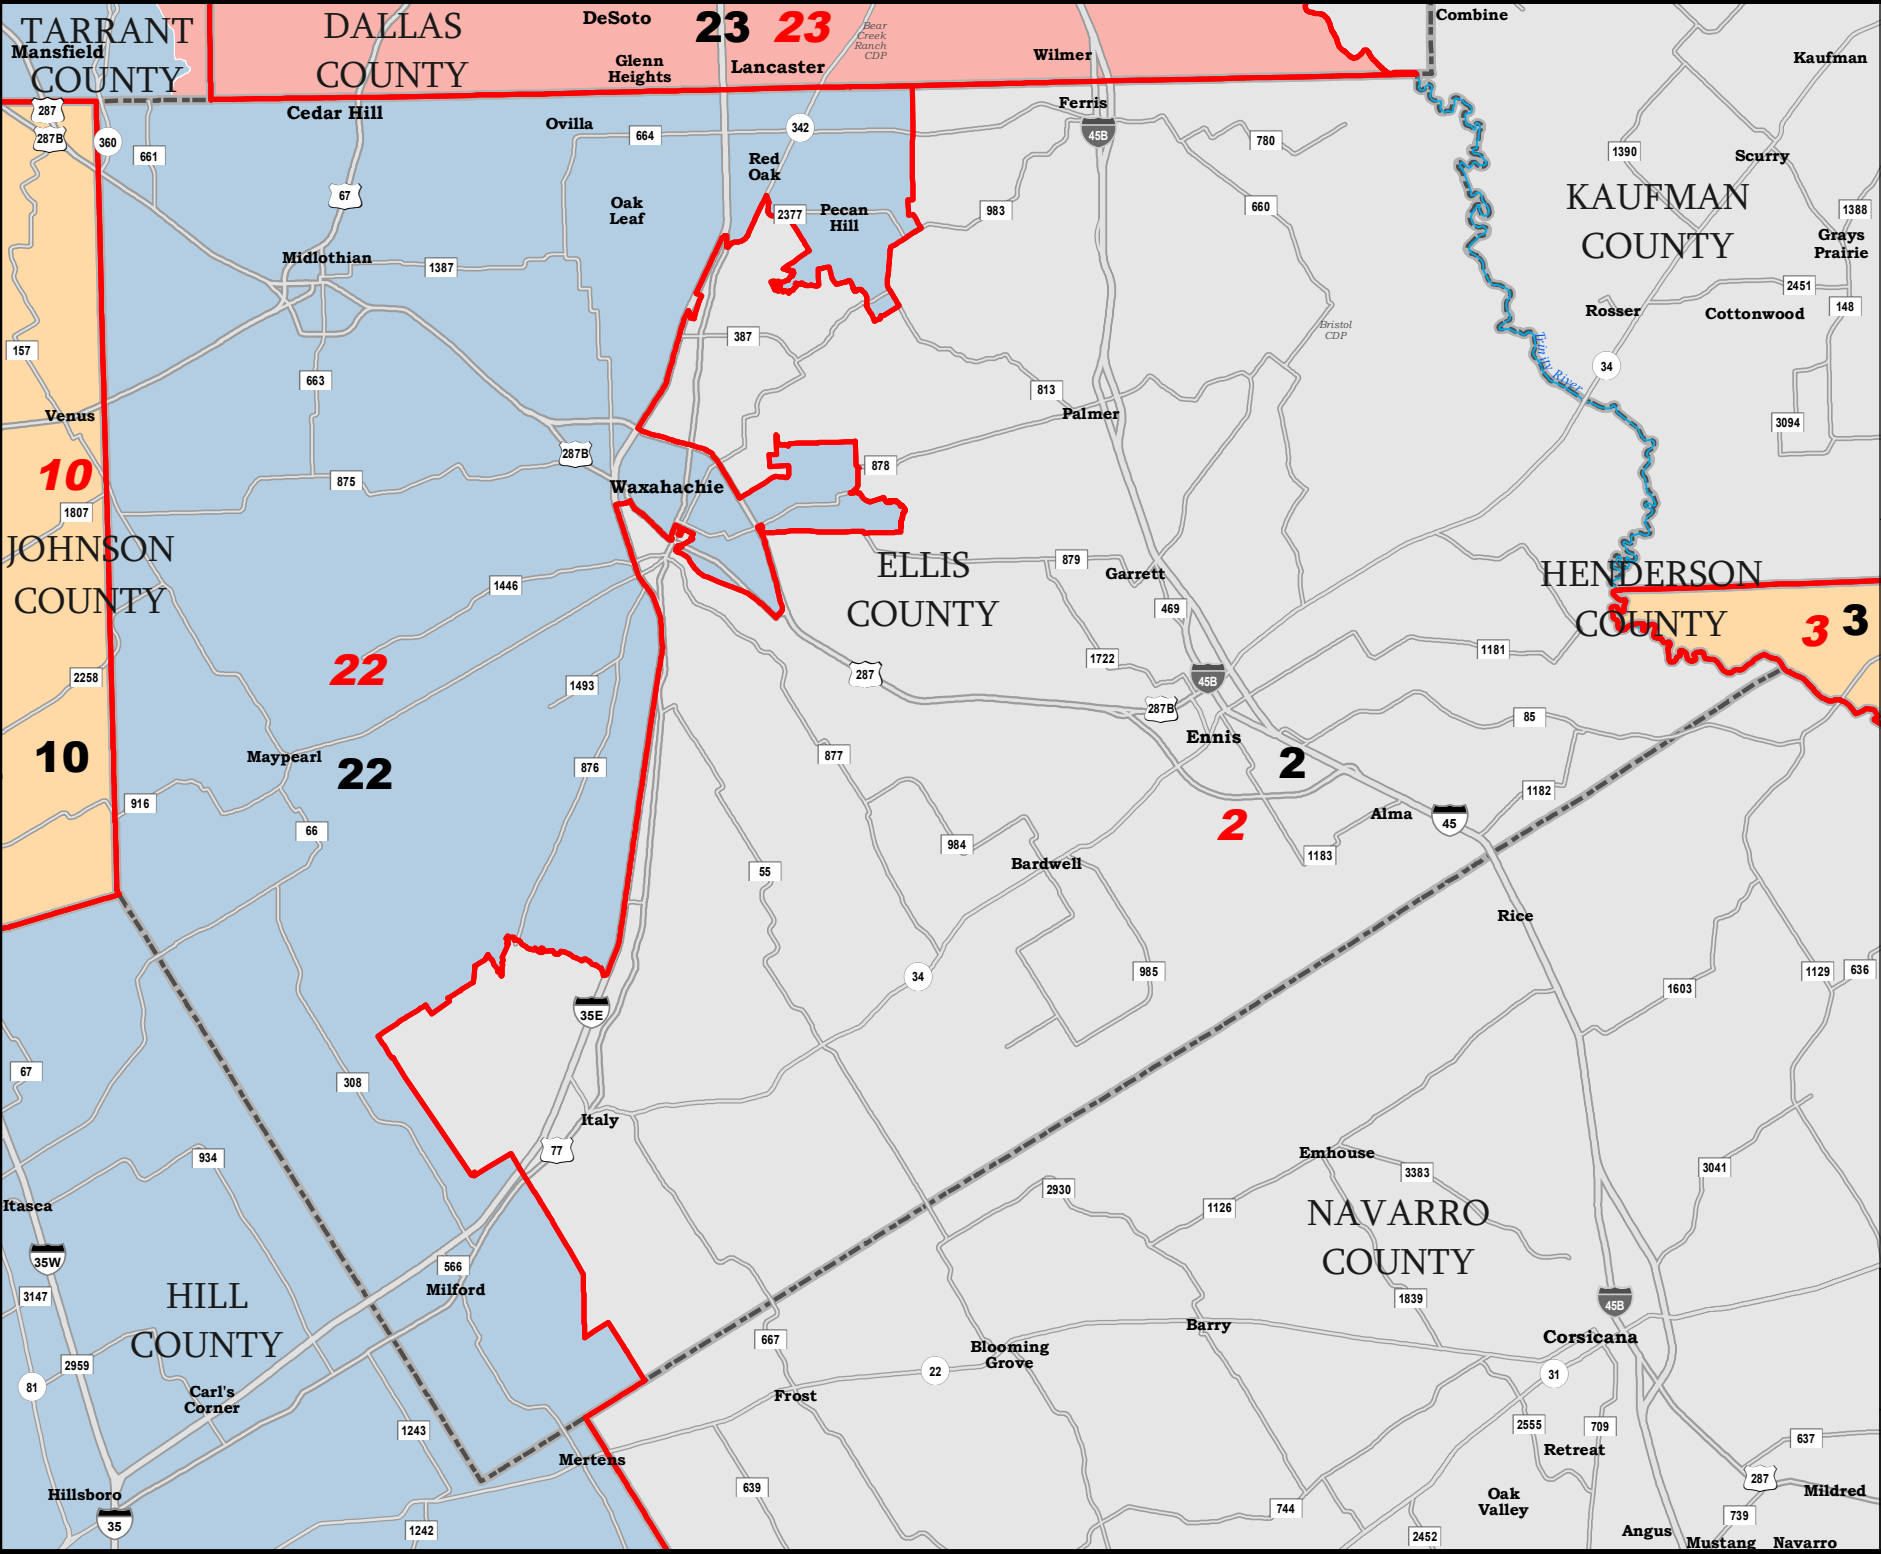 TARRANT
COUNTY
Mansfield
DALLAS
COUNTY
DeSoto
23
23
Bear
Creek
Ranch
CDP
Combine
Glenn
Heights
Lancaster
Wilmer
Kaufman
287
287B
360
661
Cedar Hill
Ovilla
664
342
Ferris
45B
780
1390
Scurry
Red
Oak
67
Oak
Leaf
2377
Pecan
Hill
983
660
KAUFMAN
COUNTY
1388
Grays
Prairie
Midlothian
1387
2451
148
Rosser
Cottonwood
Bristol
CDP
Trinity River
157
387
34
663
813
Palmer
Venus
3094
10
287B
878
875
Waxahachie
1807
JOHNSON
COUNTY
ELLIS
COUNTY
879
Garrett
HENDERSON
COUNTY
1446
469
3
3
22
1722
1181
2258
1493
287
45B
287B
85
10
Maypearl
22
876
877
Ennis
2
1182
916
66
2
Alma
45
984
Bardwell
1183
55
Rice
34
985
1603
1129
636
35E
67
308
Italy
77
934
Emhouse
3383
3041
Itasca
2930
1126
NAVARRO
COUNTY
35W
566
Milford
3147
HILL
COUNTY
1839
45B
667
Barry
Corsicana
Blooming
Grove
2959
22
31
81
Carl's
Corner
Frost
1243
2555
709
637
Mertens
Retreat
287
Hillsboro
639
Oak
Valley
Mildred
744
739
35
1242
2452
Angus
Mustang
Navarro